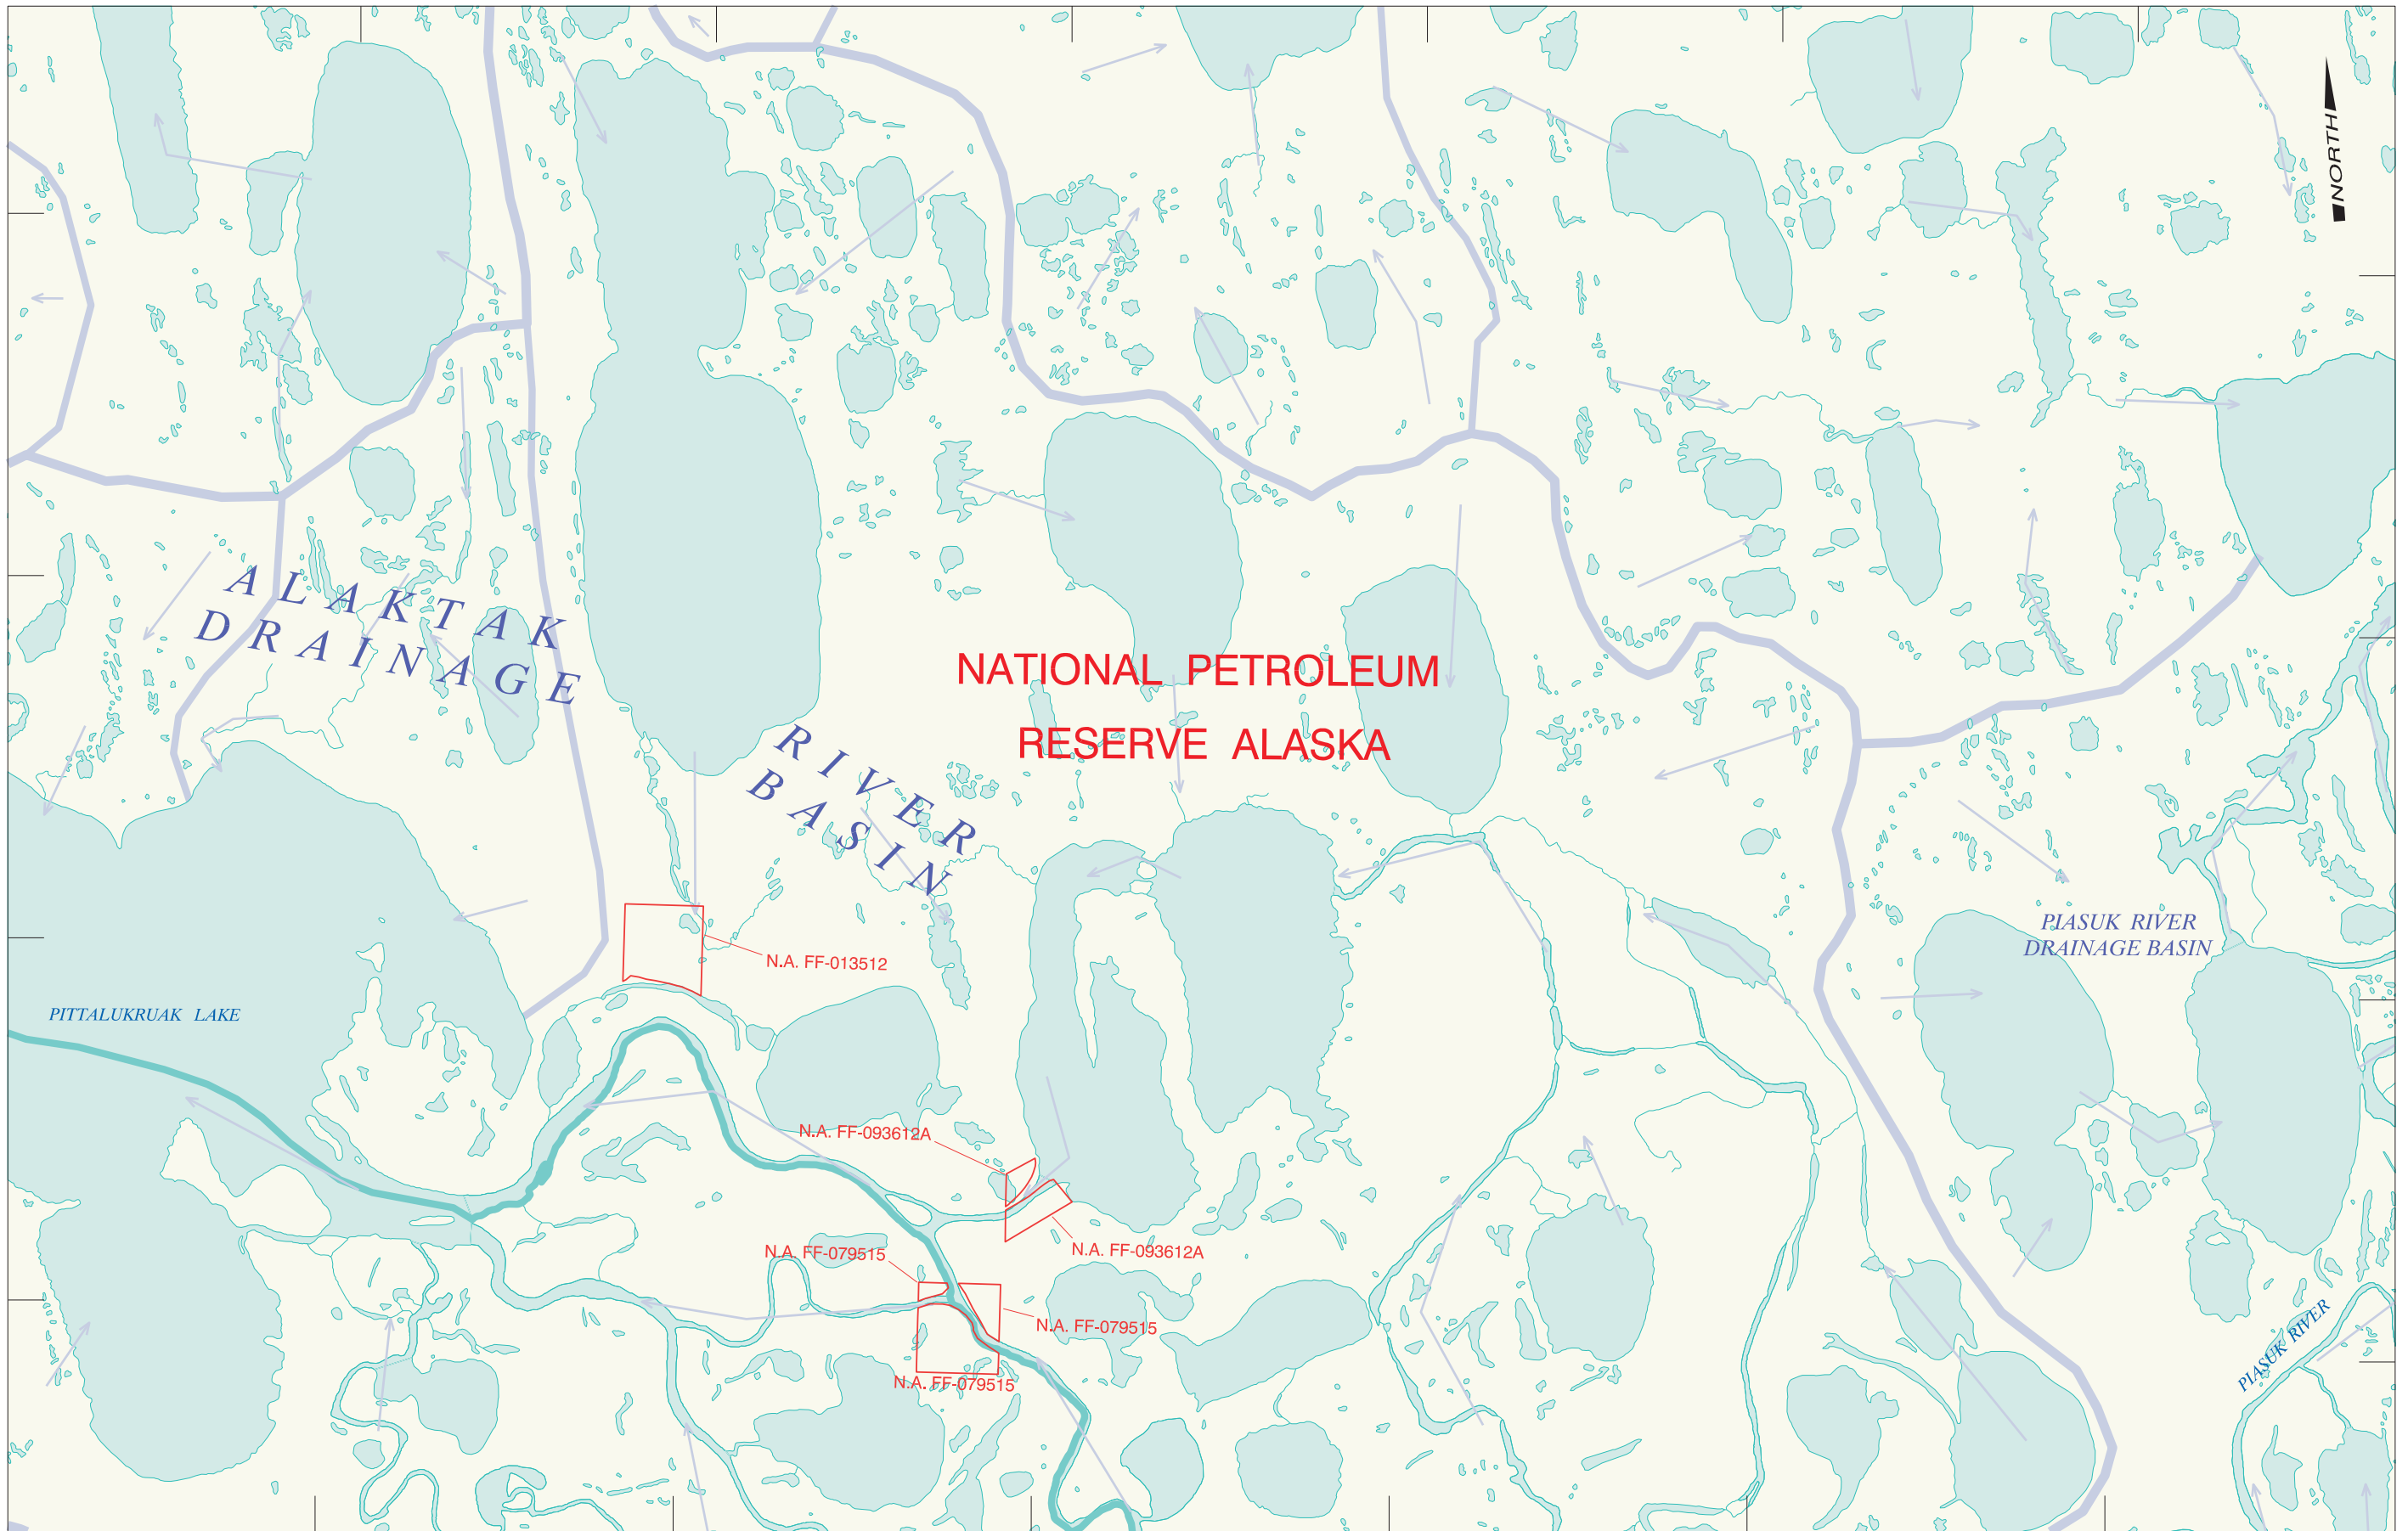 NORTH
ALAKTAK
DRAINAGE
RIVER
BASIN
NATIONAL PETROLEUM
RESERVE ALASKA
PIASUK RIVER
DRAINAGE BASIN
N.A. FF-013512
PITTALUKRUAK LAKE
N.A. FF-093612A
N.A. FF-093612A
N.A. FF-079515
N.A. FF-079515
N.A. FF-079515
PIASUK RIVER